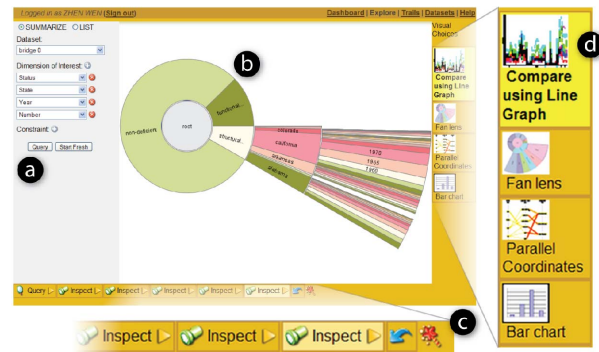 Logged in as ZHEN WEN (Sign out)
Dashboard | Explore | Trails | Datasets | Help
SUMMARIZE LIST
Dataset:
bridge 0
Dimension of Interest:
Status
State
Year
Number
Constraint:
Query Start Fresh
a
b
non-deficient
root
functional...
structural...
colorado
california
arkansas
alabama
1970
1965
1960
Visual
Choices
Compare
using Line
Graph
Fan lens
Parallel
Coordinates
Bar chart
Query Inspect Inspect Inspect Inspect Inspect
c
Inspect Inspect Inspect
d
Compare
using Line
Graph
Fan lens
Parallel
Coordinates
Bar chart